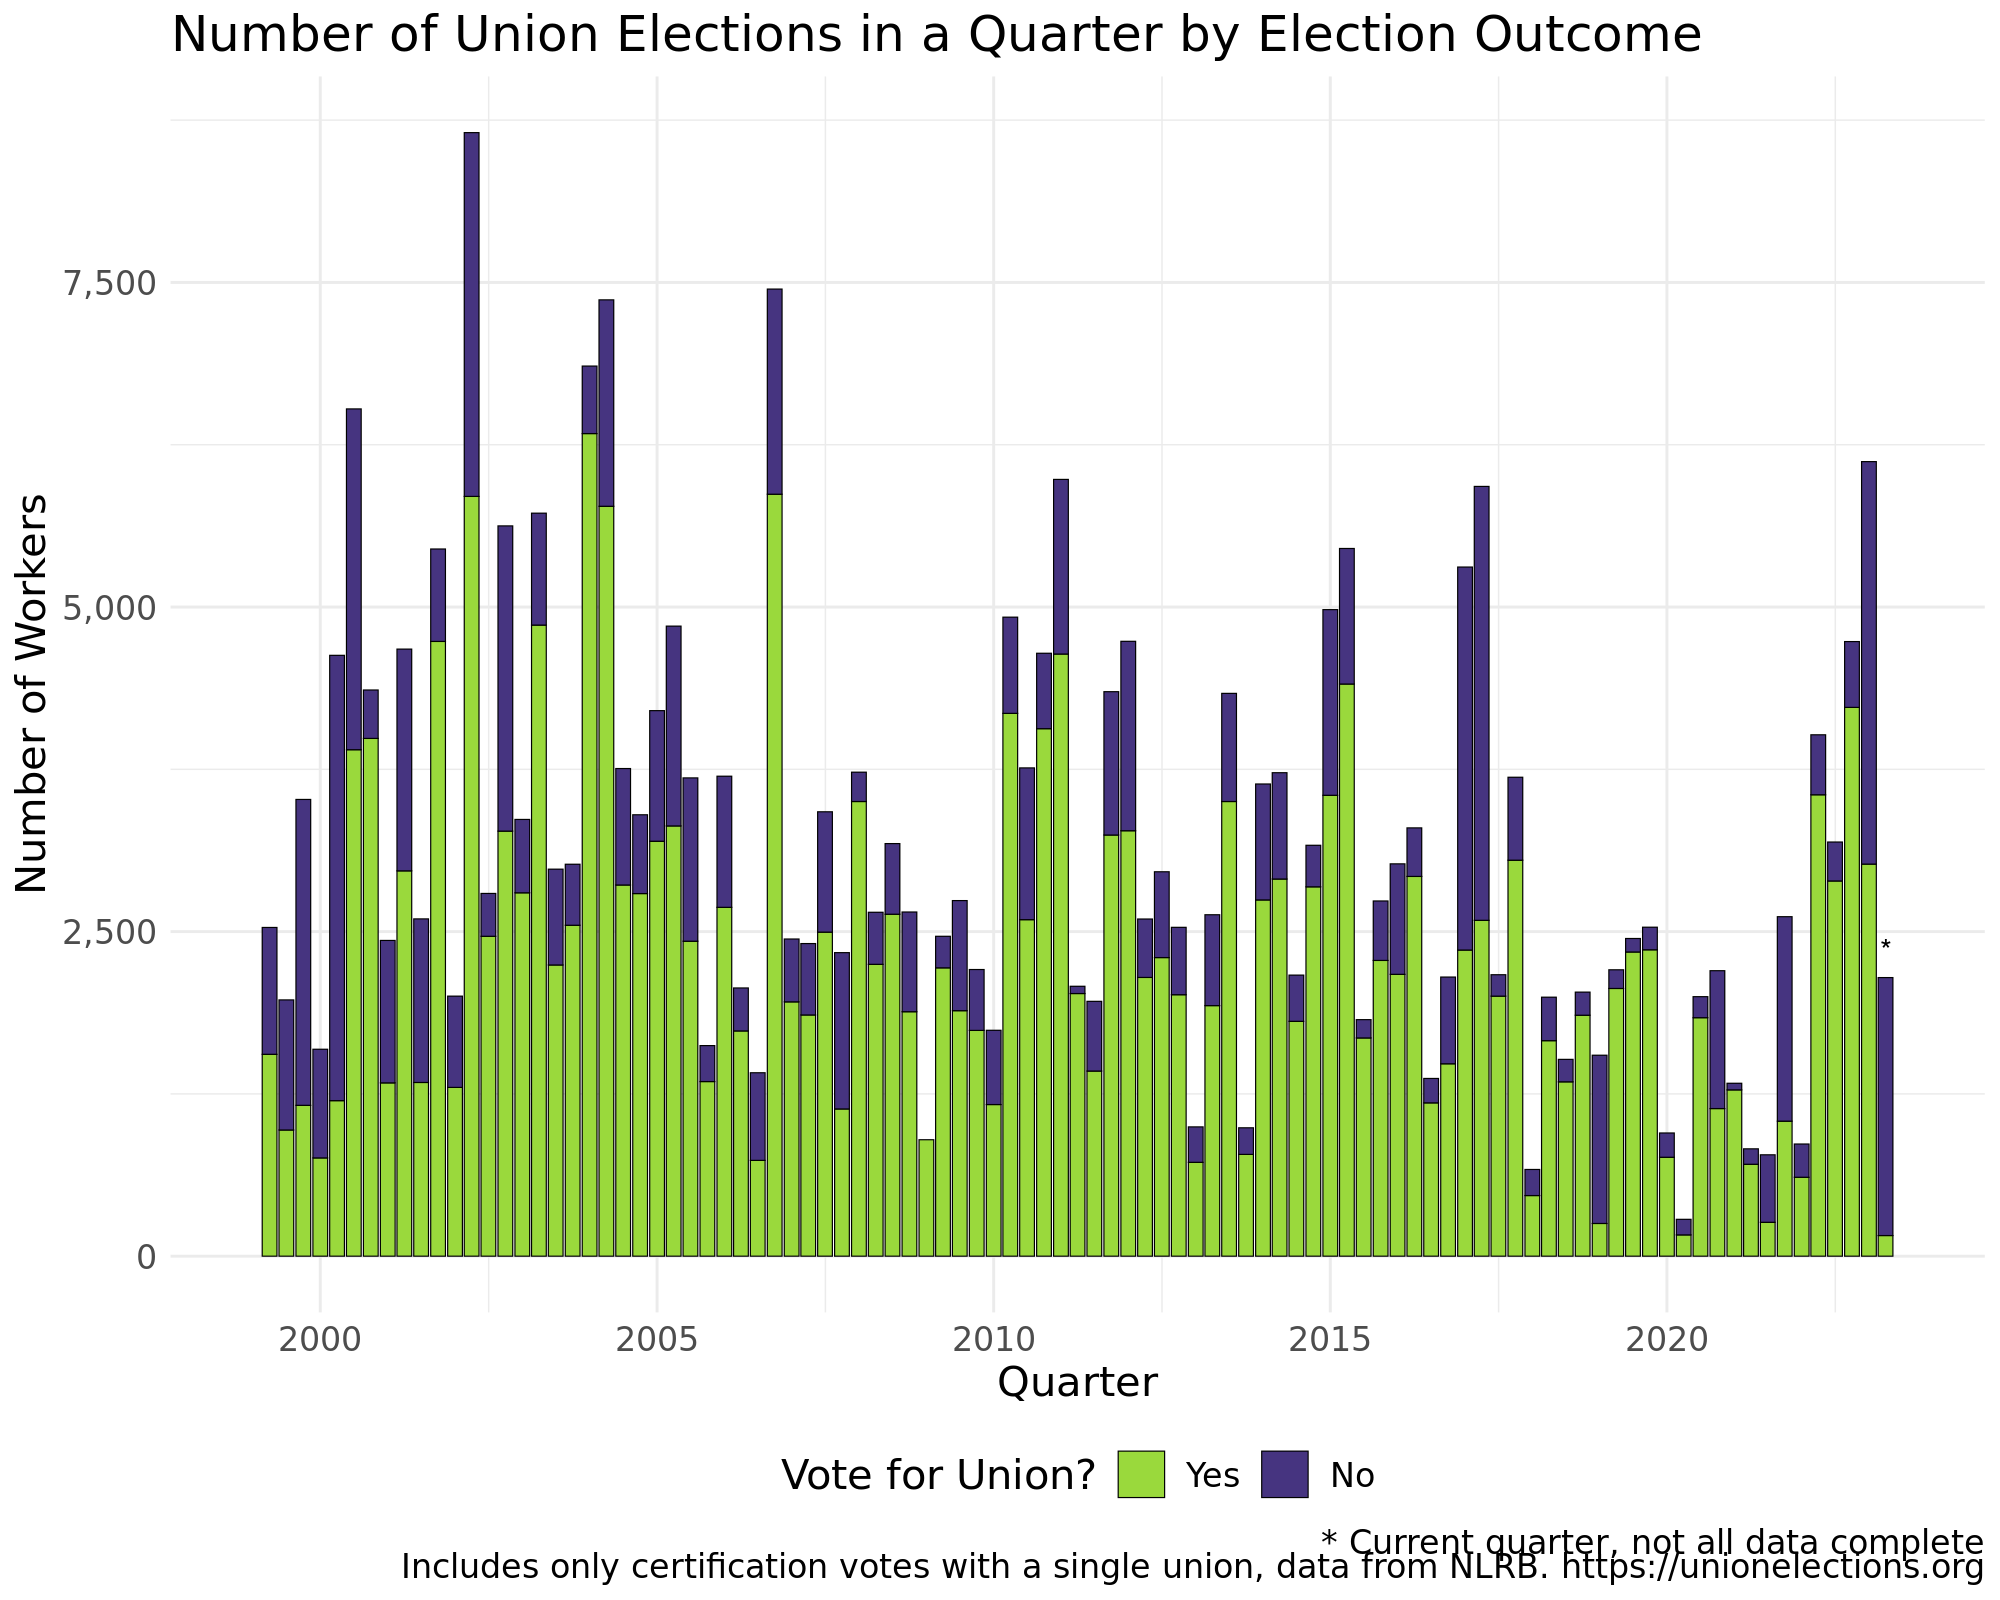 Number of Union Elections in a Quarter by Election Outcome
Number of Workers
7,500
5,000
2,500
0
*
2000 2005 2010 2015 2020
Quarter
Vote for Union? Yes No
* Current quarter, not all data complete
Includes only certification votes with a single union, data from NLRB. https://unionelections.org